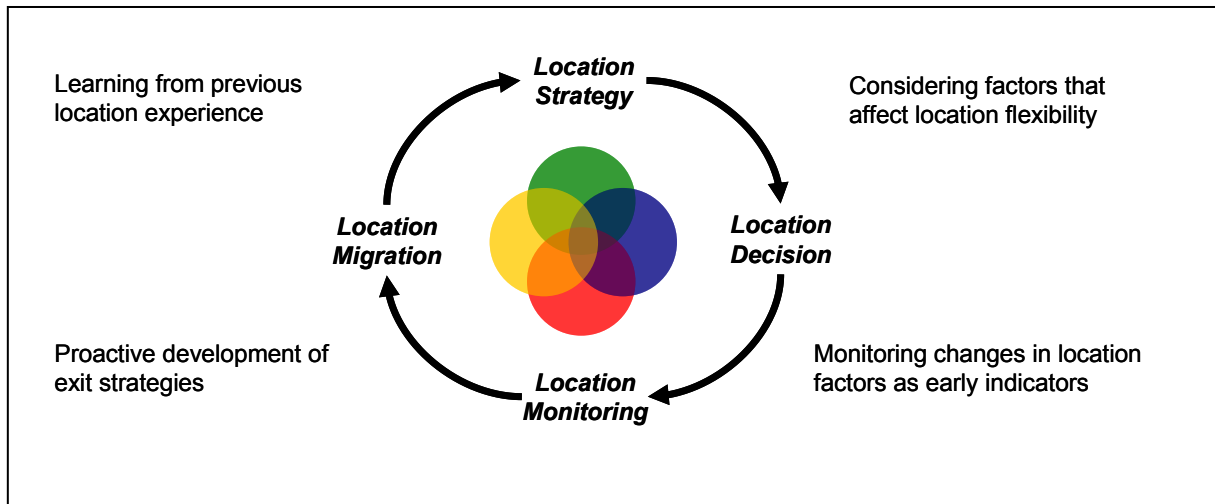 Location
Strategy
Learning from previous
location experience
Considering factors that
affect location flexibility
Location
Migration
Location
Decision
Proactive development of
exit strategies
Monitoring changes in location
factors as early indicators
Location
Monitoring